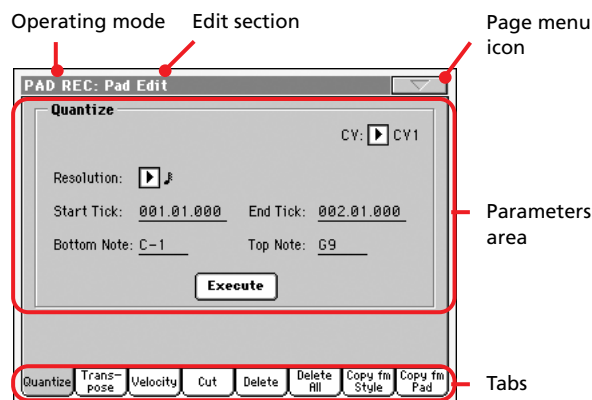 Operating mode Edit section Page menu
icon
PAD REC: Pad Edit
Quantize
CV: CV1
Resolution:
Start Tick: 001.01.000 End Tick: 002.01.000
Parameters
area
Bottom Note: C-1 Top Note: G9
Execute
Quantize Trans-
pose Velocity Cut Delete Delete
All Copy fm
Style Copy fm
Pad
Tabs